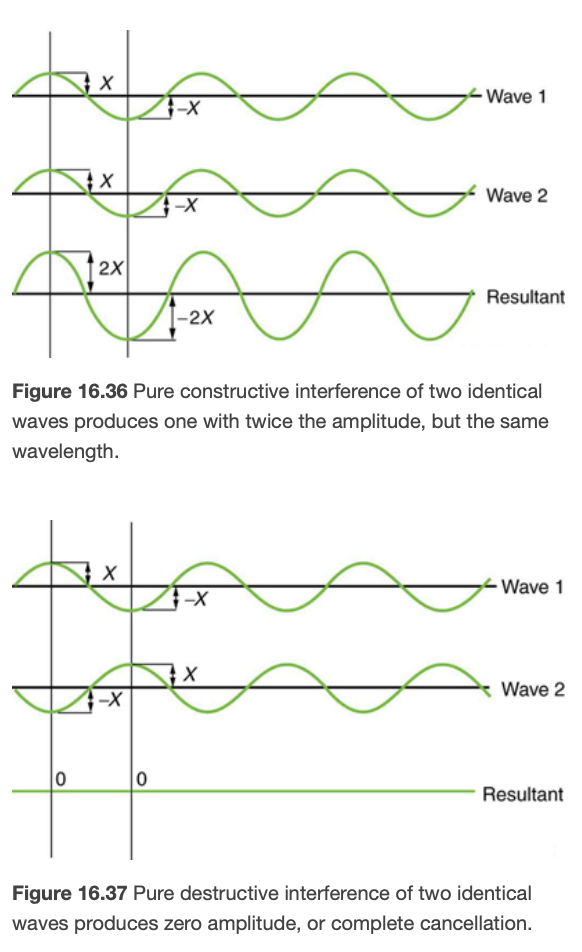 X
–X
Wave 1
X
–X
Wave 2
2X
–2X
Resultant
Figure 16.36 Pure constructive interference of two identical
waves produces one with twice the amplitude, but the same
wavelength.
X
–X
Wave 1
X
–X
Wave 2
0
0
Resultant
Figure 16.37 Pure destructive interference of two identical
waves produces zero amplitude, or complete cancellation.